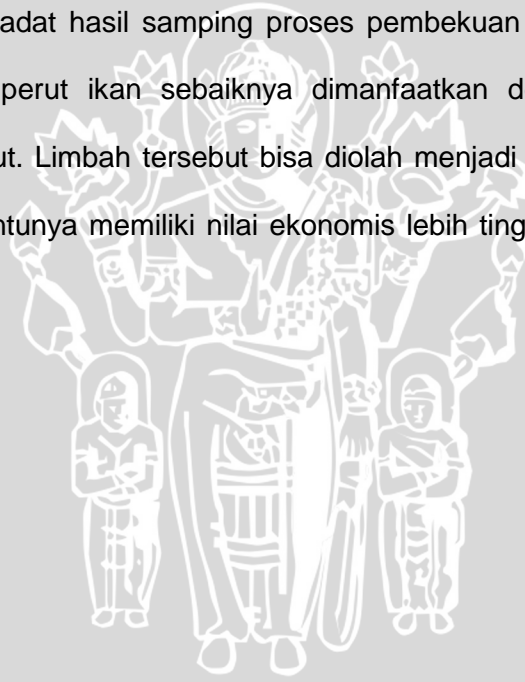 adat hasil samping proses pembekuan
perut ikan sebaiknya dimanfaatkan d
ut. Limbah tersebut bisa diolah menjadi
ntunya memiliki nilai ekonomis lebih ting